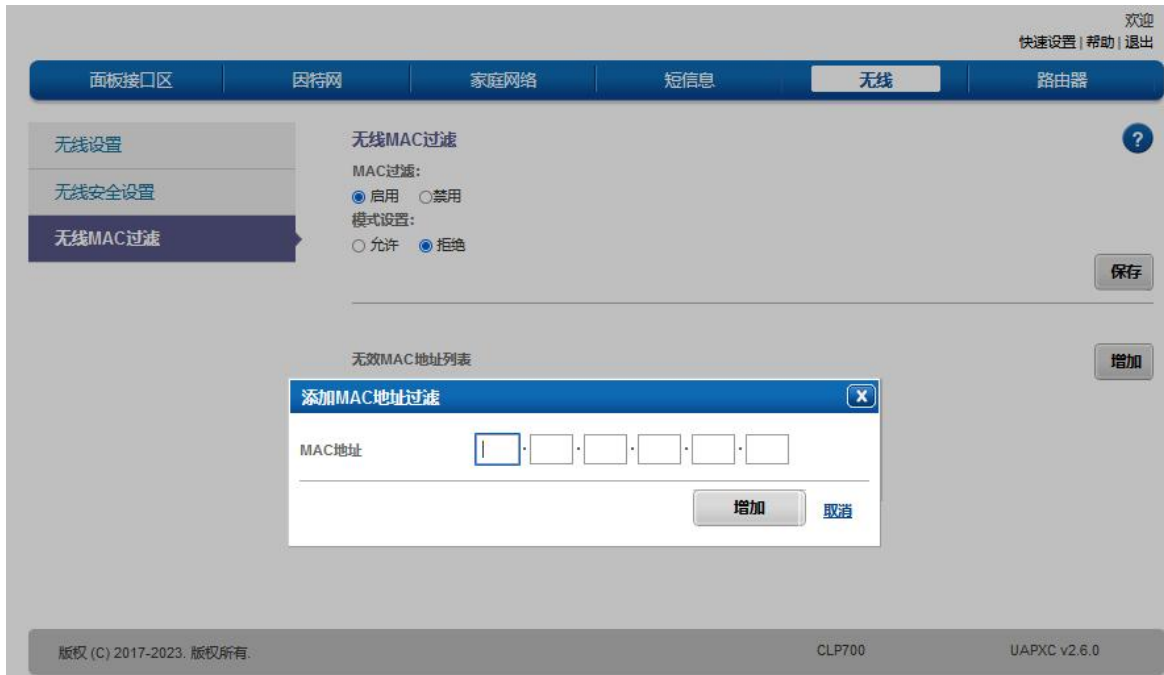 欢迎
快速设置 | 帮助 | 退出
面板接口区 因特网 家庭网络 短信息 无线 路由器
无线设置
无线安全设置
无线MAC过滤
无线MAC过滤
?
MAC过滤:
启用 禁用
模式设置:
允许 拒绝
保存
无效MAC地址列表
增加
添加MAC地址过滤
X
MAC地址 . . . . .
增加 取消
版权 (C) 2017-2023. 版权所有. CLP700 UAPXC v2.6.0